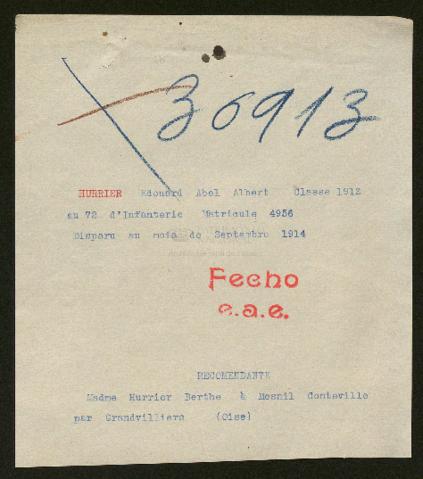 36913
HURRIER Edouard Abel Albert Classe 1912
au 72 d'Infanterie Matricule 4956
Disparu au mois de Septembre 1914
Fecho
e.a.e.
RECOMENDANTE
Madme Hurrier Berthe à Mesnil Conteville
par Grandvilliers (Oise)